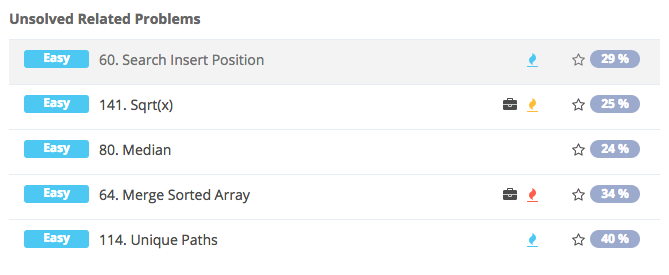 Unsolved Related Problems
Easy 60. Search Insert Position 29 %
Easy 141. Sqrt(x) 25 %
Easy 80. Median 24 %
Easy 64. Merge Sorted Array 34 %
Easy 114. Unique Paths 40 %